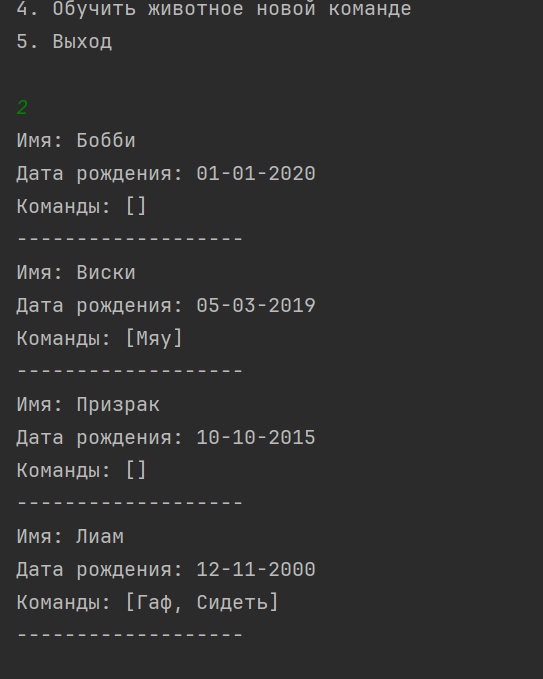 4. Обучить животное новой команде
5. Выход
2
Имя: Бобби
Дата рождения: 01-01-2020
Команды: []
-------------------
Имя: Виски
Дата рождения: 05-03-2019
Команды: [Мяу]
-------------------
Имя: Призрак
Дата рождения: 10-10-2015
Команды: []
-------------------
Имя: Лиам
Дата рождения: 12-11-2000
Команды: [Гаф, Сидеть]
-------------------